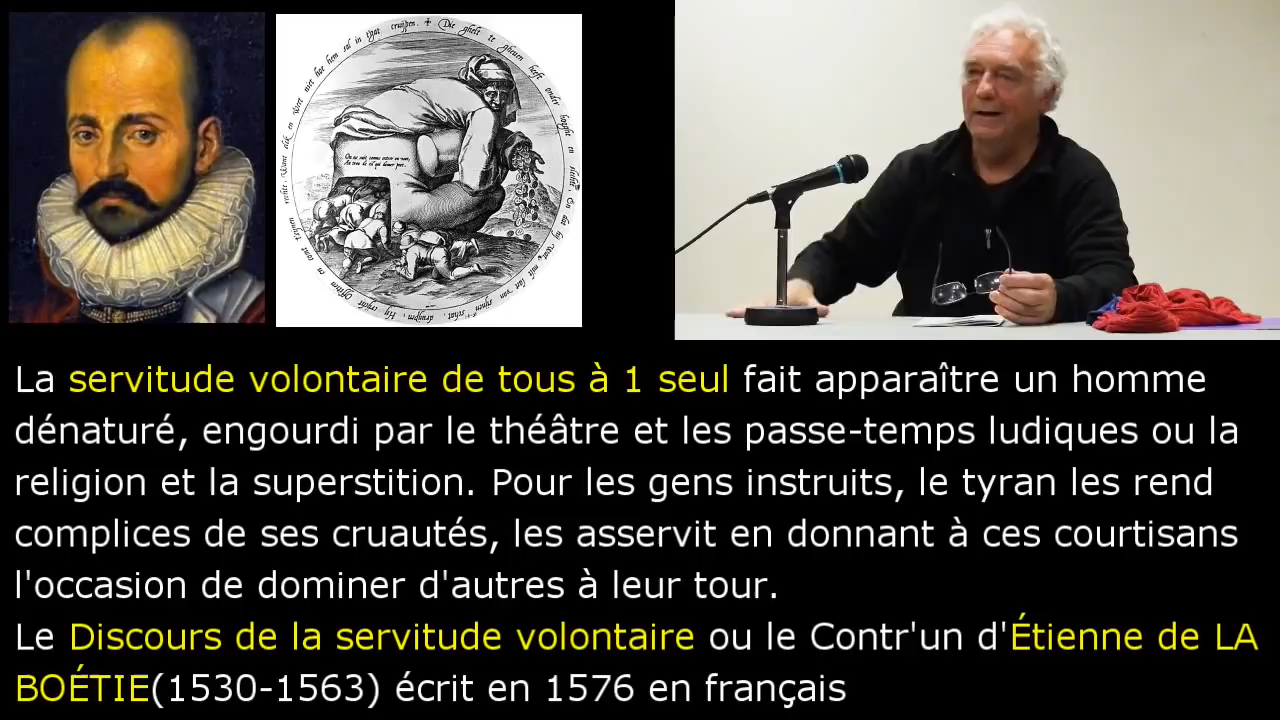 La servitude volontaire de tous à 1 seul fait apparaître un homme
dénaturé, engourdi par le théâtre et les passe-temps ludiques ou la
religion et la superstition. Pour les gens instruits, le tyran les rend
complices de ses cruautés, les asservit en donnant à ces courtisans
l'occasion de dominer d'autres à leur tour.
Le Discours de la servitude volontaire ou le Contr'un d'Étienne de LA
BOÉTIE(1530-1563) écrit en 1576 en français